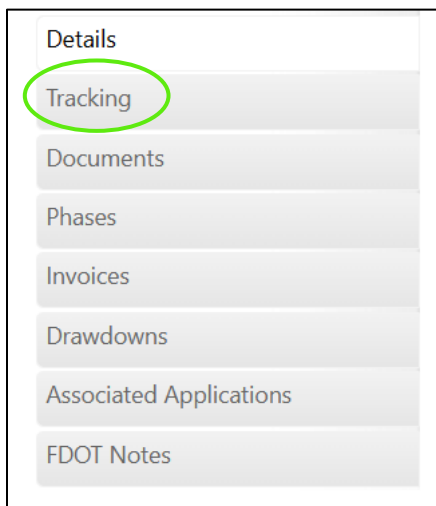 Details
Tracking
Documents
Phases
Invoices
Drawdowns
Associated Applications
FDOT Notes